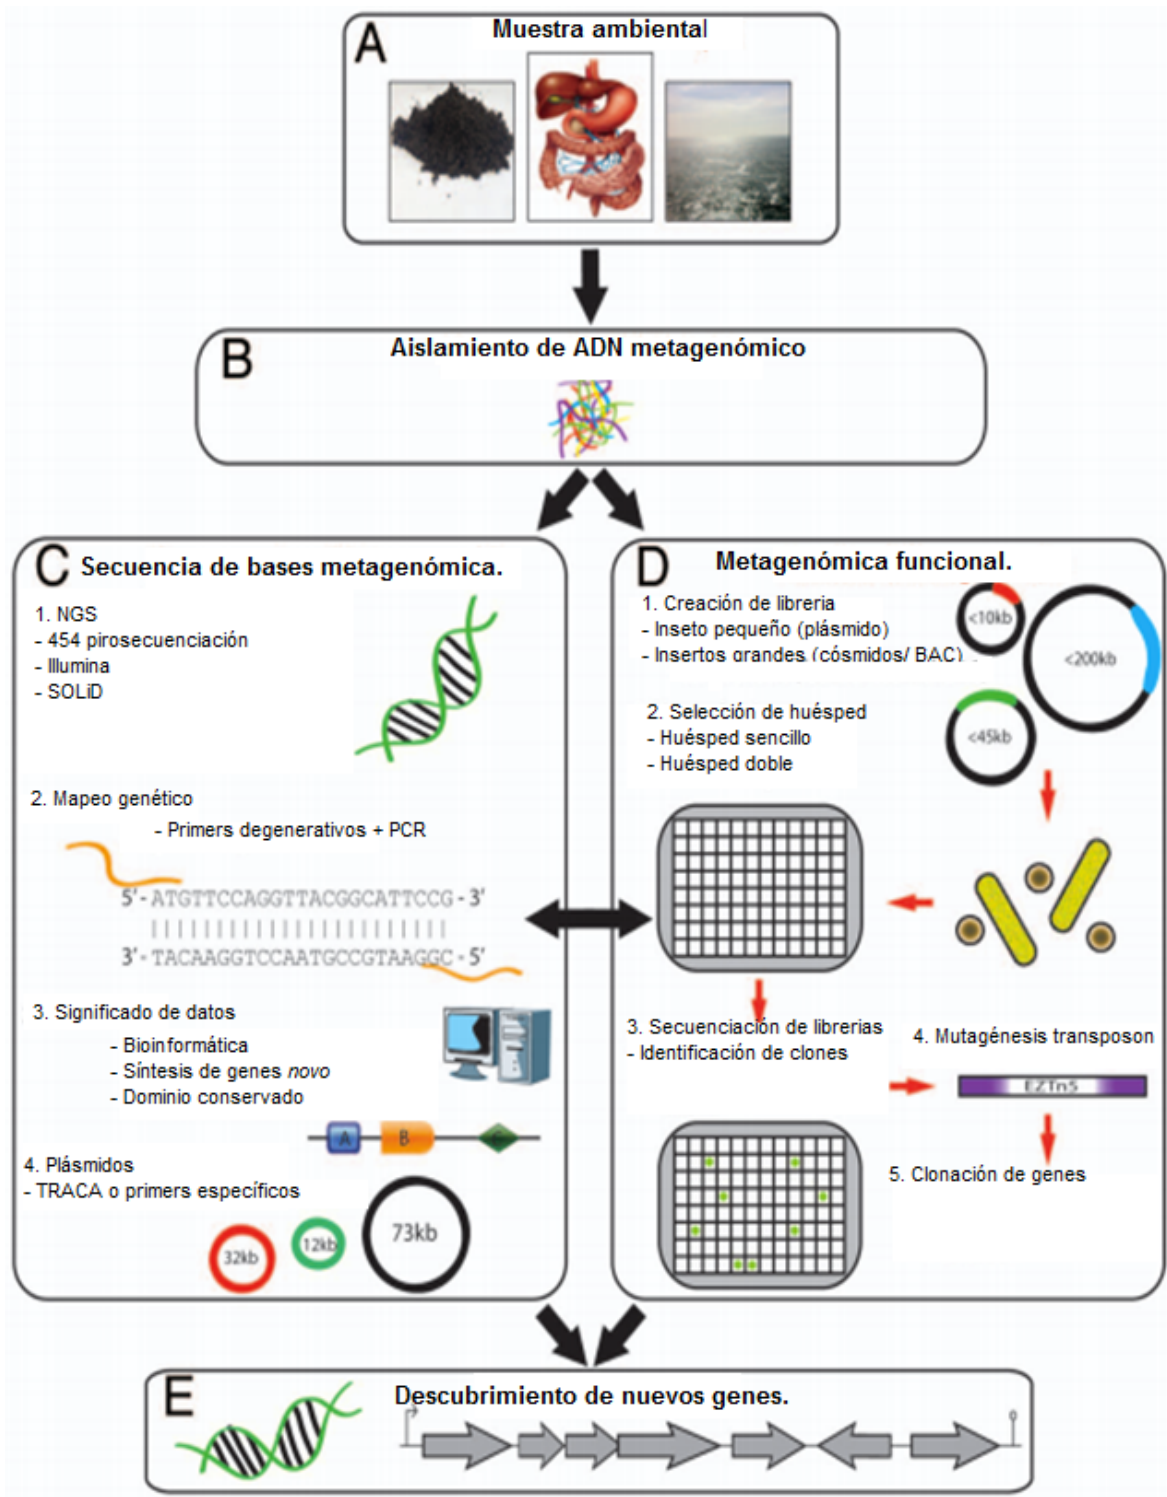 A
Muestra ambiental
B
Aislamiento de ADN metagenómico
C
Secuencia de bases metagenómica.
1. NGS
- 454 pirosecuenciación
- Illumina
- SOLiD
2. Mapeo genético
- Primers degenerativos + PCR
5'-ATGTTCCAGGTTACGGCATTCCG-3'
3'-TACAAGGTCCAATGCCGTAAGGC-5'
3. Significado de datos
- Bioinformática
- Síntesis de genes novo
- Dominio conservado
A
B
C
4. Plásmidos
- TRACA o primers específicos
32kb
12kb
73kb
D
Metagenómica funcional.
1. Creación de libreria
- Inseto pequeño (plásmido)
- Insertos grandes (cósmidos/ BAC)
<10kb
<200kb
<45kb
2. Selección de huésped
- Huésped sencillo
- Huésped doble
3. Secuenciación de librerias
- Identificación de clones
4. Mutagénesis transposon
EZTn5
5. Clonación de genes
E
Descubrimiento de nuevos genes.